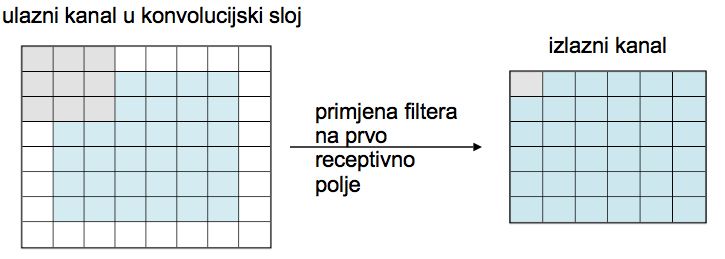 ulazni kanal u konvolucijski sloj
izlazni kanal
primjena filtera
na prvo
receptivno
polje